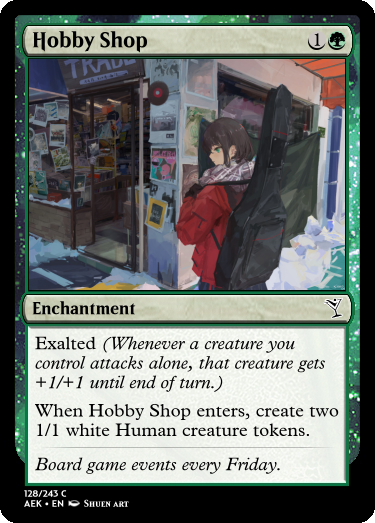 Hobby Shop 1
TRADE
Enchantment
Exalted (Whenever a creature you
control attacks alone, that creature gets
+1/+1 until end of turn.)
When Hobby Shop enters, create two
1/1 white Human creature tokens.
Board game events every Friday.
128/243 C
AEK • EN SHUEN ART